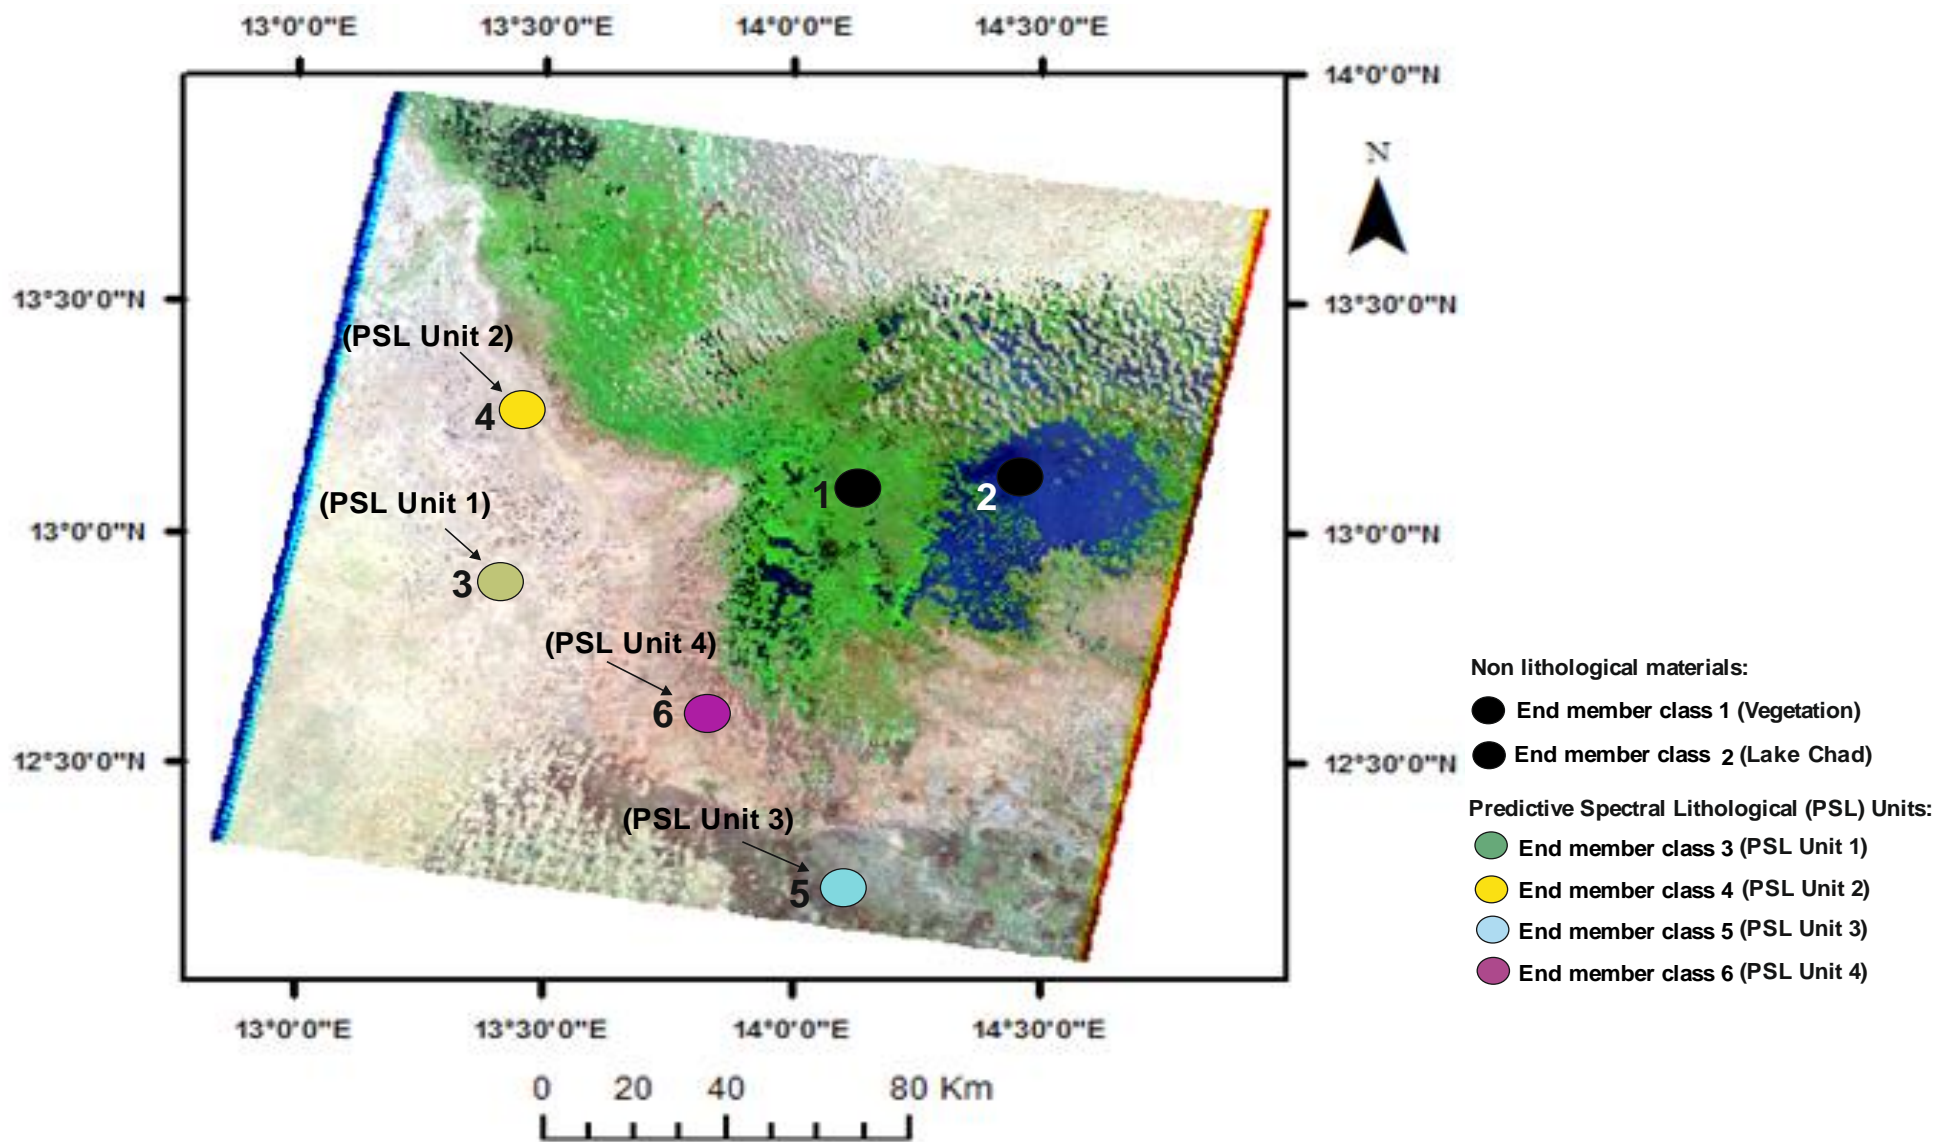 13°0'0"E 13°30'0"E 14°0'0"E 14°30'0"E
14°0'0"N
N
13°30'0"N 13°30'0"N
(PSL Unit 2)
4
(PSL Unit 1)
1 2
13°0'0"N 13°0'0"N
3
(PSL Unit 4)
6
12°30'0"N 12°30'0"N
(PSL Unit 3)
5
Non lithological materials:
End member class 1 (Vegetation)
End member class 2 (Lake Chad)
Predictive Spectral Lithological (PSL) Units:
End member class 3 (PSL Unit 1)
End member class 4 (PSL Unit 2)
End member class 5 (PSL Unit 3)
End member class 6 (PSL Unit 4)
13°0'0"E 13°30'0"E 14°0'0"E 14°30'0"E
0 20 40 80 Km